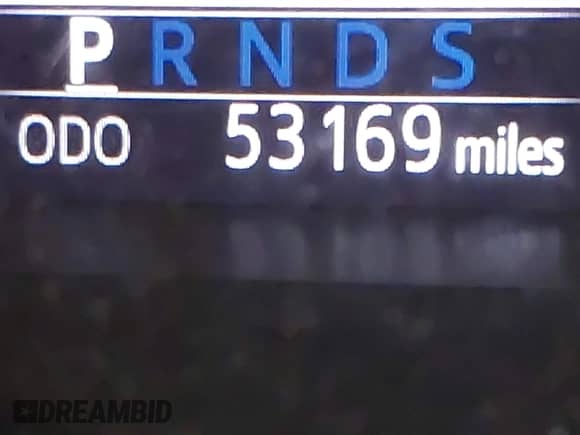 P R N D S
ODO 53169 miles
DREAMBID